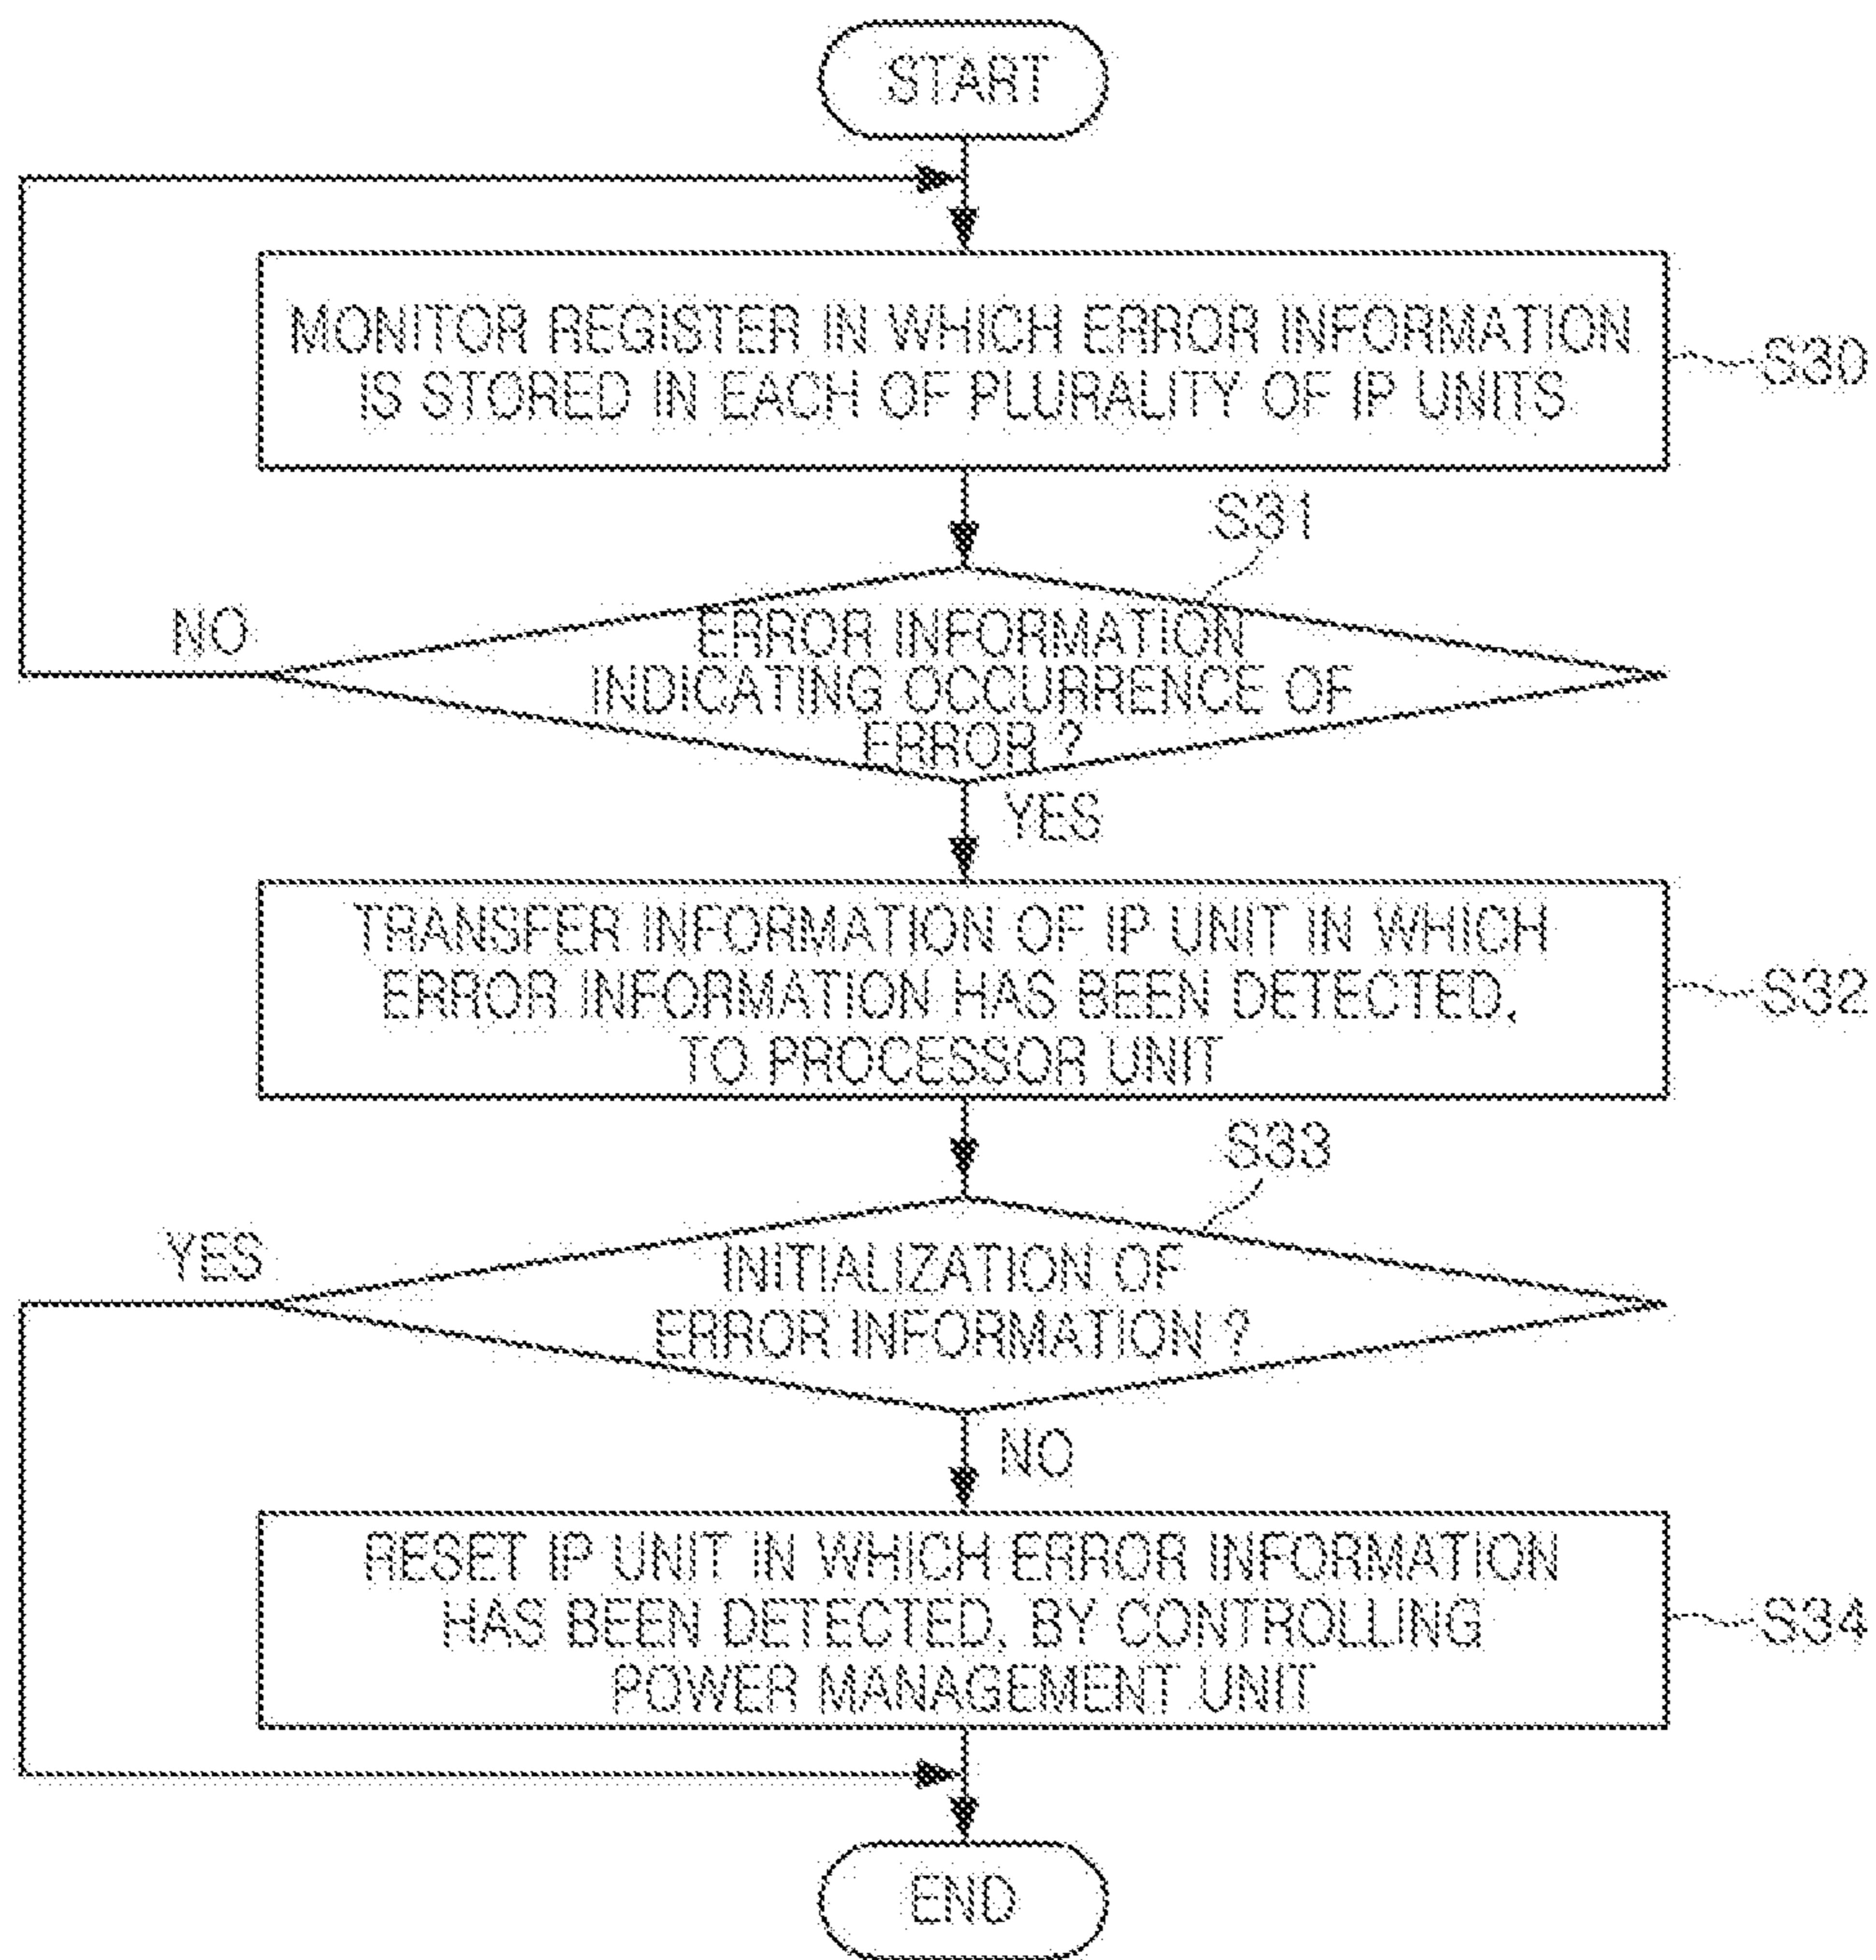 START
MONITOR REGISTER IN WHICH ERROR INFORMATION
IS STORED IN EACH OF PLURALITY OF IP UNITS
S30
S31
NO
ERROR INFORMATION
INDICATING OCCURRENCE OF
ERROR ?
YES
TRANSFER INFORMATION OF IP UNIT IN WHICH
ERROR INFORMATION HAS BEEN DETECTED,
TO PROCESSOR UNIT
S32
S33
YES
INITIALIZATION OF
ERROR INFORMATION ?
NO
RESET IP UNIT IN WHICH ERROR INFORMATION
HAS BEEN DETECTED, BY CONTROLLING
POWER MANAGEMENT UNIT
S34
END